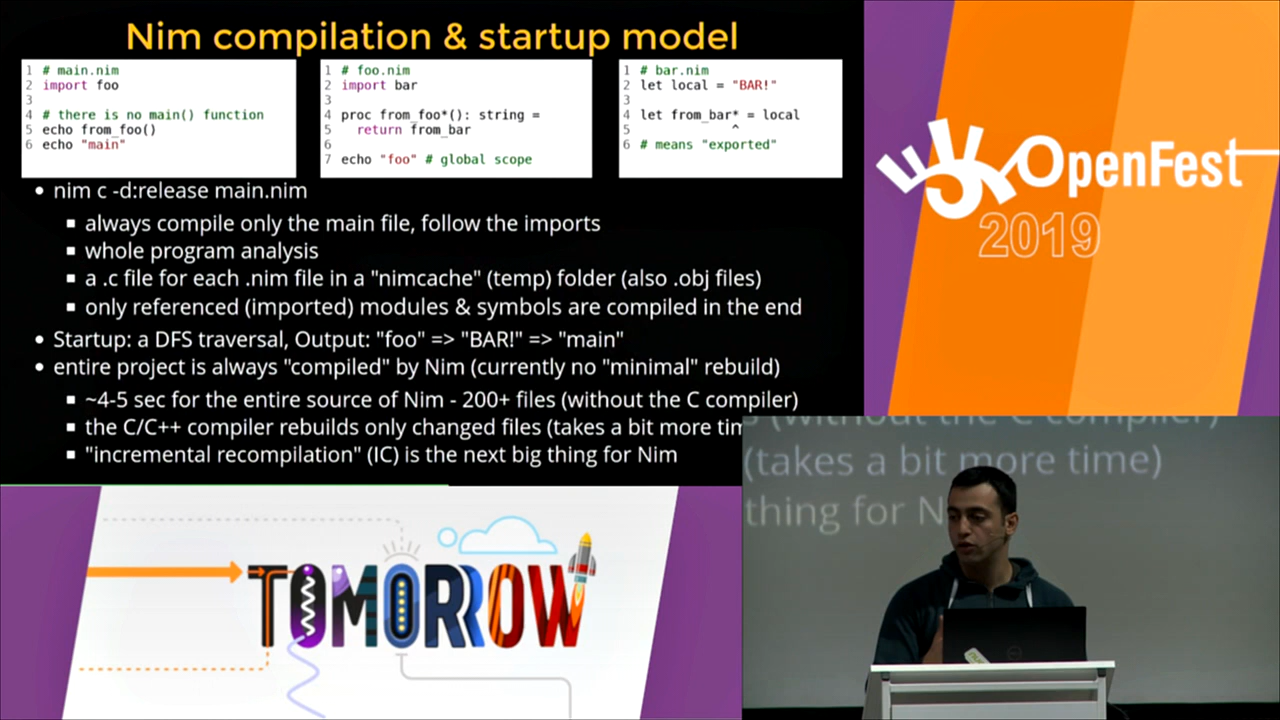 Nim compilation & startup model
1 # main.nim
2 import foo
3
4 # there is no main() function
5 echo from_foo()
6 echo "main"
1 # foo.nim
2 import bar
3
4 proc from_foo*(): string =
5 return from_bar
6
7 echo "foo" # global scope
1 # bar.nim
2 let local = "BAR!"
3
4 let from_bar* = local
5 ^
6 # means "exported"
• nim c -d:release main.nim
▪ always compile only the main file, follow the imports
▪ whole program analysis
▪ a .c file for each .nim file in a "nimcache" (temp) folder (also .obj files)
▪ only referenced (imported) modules & symbols are compiled in the end
• Startup: a DFS traversal, Output: "foo" => "BAR!" => "main"
• entire project is always "compiled" by Nim (currently no "minimal" rebuild)
▪ ~4-5 sec for the entire source of Nim - 200+ files (without the C compiler)
▪ the C/C++ compiler rebuilds only changed files (takes a bit more tim
▪ "incremental recompilation" (IC) is the next big thing for Nim
OpenFest
2019
TOMORROW
(without the C compiler)
(takes a bit more time)
thing for N